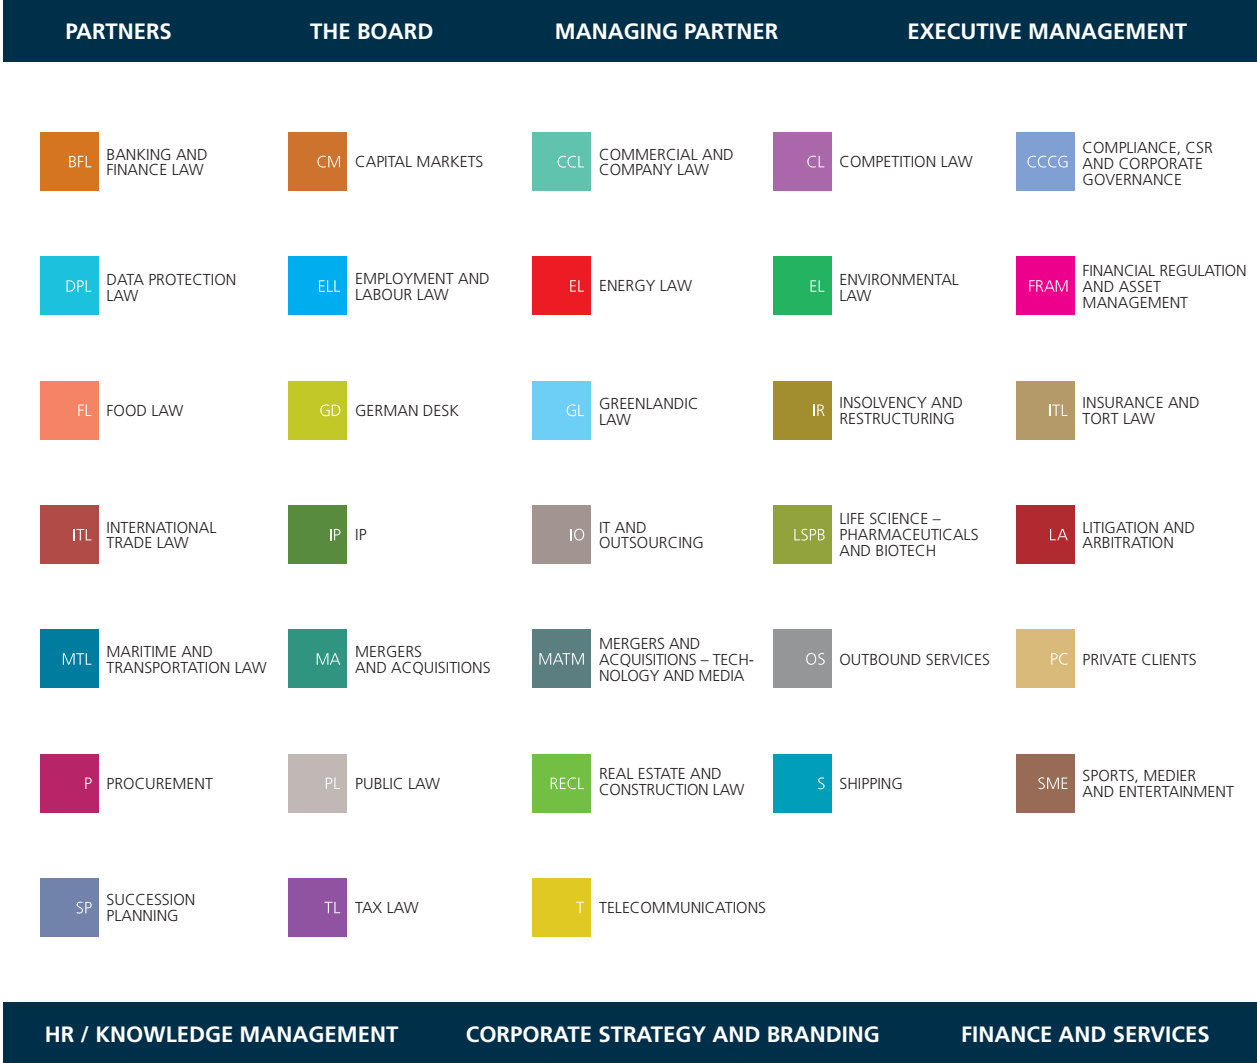 PARTNERS THE BOARD MANAGING PARTNER EXECUTIVE MANAGEMENT
BFL
BANKING AND
FINANCE LAW
CM
CAPITAL MARKETS
CCL
COMMERCIAL AND
COMPANY LAW
CL
COMPETITION LAW
CCCG
COMPLIANCE, CSR
AND CORPORATE
GOVERNANCE
DPL
DATA PROTECTION
LAW
ELL
EMPLOYMENT AND
LABOUR LAW
EL
ENERGY LAW
EL
ENVIRONMENTAL
LAW
FRAM
FINANCIAL REGULATION
AND ASSET
MANAGEMENT
FL
FOOD LAW
GD
GERMAN DESK
GL
GREENLANDIC
LAW
IR
INSOLVENCY AND
RESTRUCTURING
ITL
INSURANCE AND
TORT LAW
ITL
INTERNATIONAL
TRADE LAW
IP
IP
IO
IT AND
OUTSOURCING
LSPB
LIFE SCIENCE –
PHARMACEUTICALS
AND BIOTECH
LA
LITIGATION AND
ARBITRATION
MTL
MARITIME AND
TRANSPORTATION LAW
MA
MERGERS
AND ACQUISITIONS
MATM
MERGERS AND
ACQUISITIONS – TECH-
NOLOGY AND MEDIA
OS
OUTBOUND SERVICES
PC
PRIVATE CLIENTS
P
PROCUREMENT
PL
PUBLIC LAW
RECL
REAL ESTATE AND
CONSTRUCTION LAW
S
SHIPPING
SME
SPORTS, MEDIER
AND ENTERTAINMENT
SP
SUCCESSION
PLANNING
TL
TAX LAW
T
TELECOMMUNICATIONS
HR / KNOWLEDGE MANAGEMENT CORPORATE STRATEGY AND BRANDING FINANCE AND SERVICES